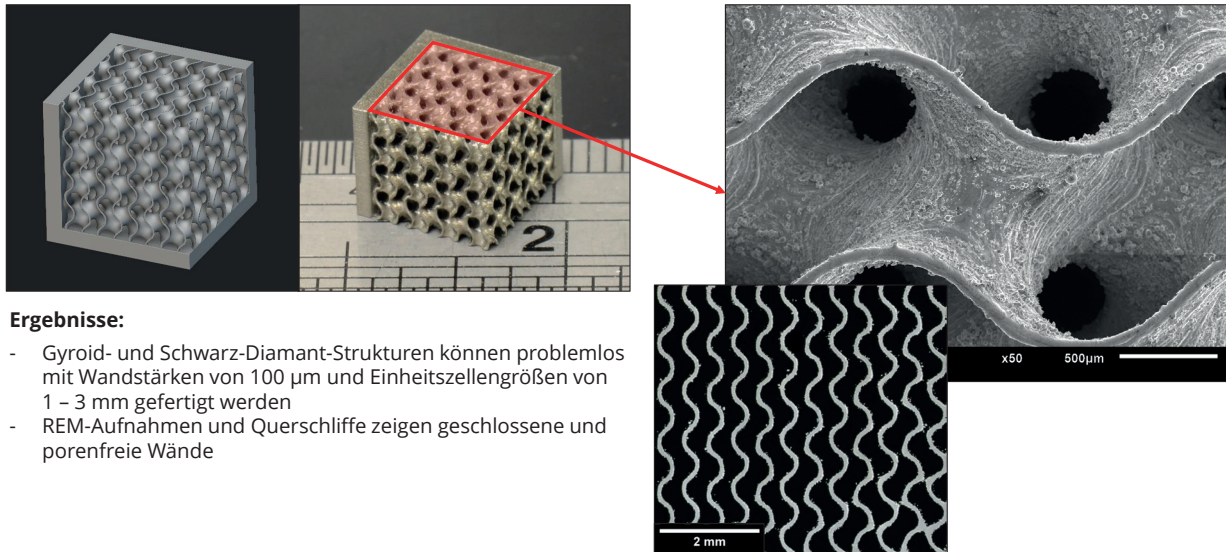 2
x50 500µm
Ergebnisse:
- Gyroid- und Schwarz-Diamant-Strukturen können problemlos
mit Wandstärken von 100 µm und Einheitszellengrößen von
1 – 3 mm gefertigt werden
- REM-Aufnahmen und Querschliffe zeigen geschlossene und
porenfreie Wände
2 mm